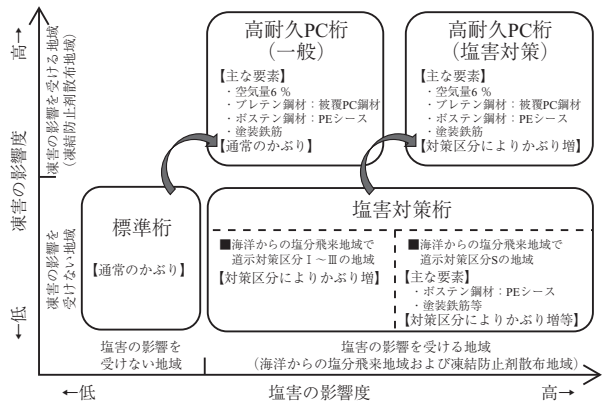 高→
凍害の影響を受ける地域
(凍結防止剤散布地域)
凍害の影響度
凍害の影響を
受けない地域
←低
高耐久PC桁
(一般)
【主な要素】
・空気量6 %
・プレテン鋼材：被覆PC鋼材
・ポステン鋼材：PEシース
・塗装鉄筋
【通常のかぶり】
高耐久PC桁
(塩害対策)
【主な要素】
・空気量6 %
・プレテン鋼材：被覆PC鋼材
・ポステン鋼材：PEシース
・塗装鉄筋
【対策区分によりかぶり増】
標準桁
【通常のかぶり】
塩害対策桁
■海洋からの塩分飛来地域で
道示対策区分Ⅰ～Ⅲの地域
【対策区分によりかぶり増】
■海洋からの塩分飛来地域で
道示対策区分Sの地域
【主な要素】
・ポステン鋼材：PEシース
・塗装鉄筋等
【対策区分によりかぶり増等】
塩害の影響を
受けない地域
塩害の影響を受ける地域
(海洋からの塩分飛来地域および凍結防止剤散布地域)
←低
塩害の影響度
高→